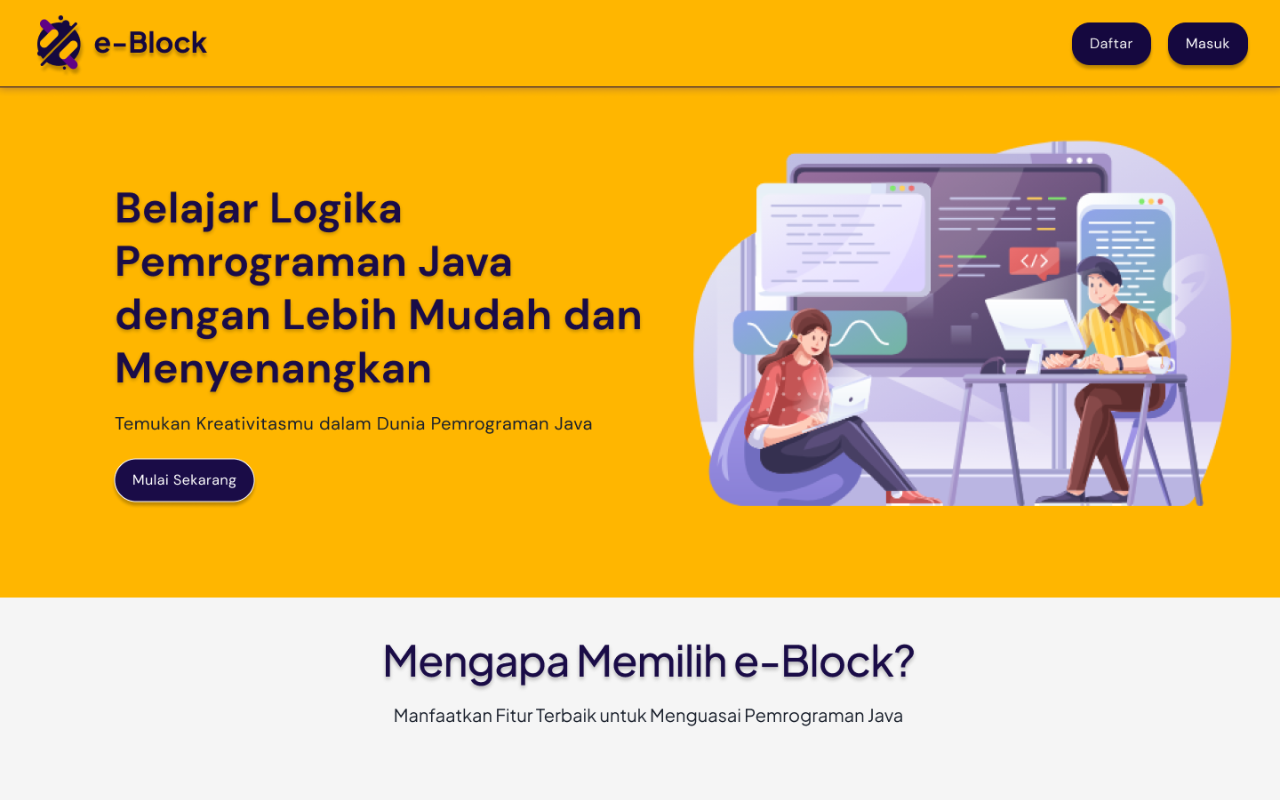 e-Block
Daftar
Masuk
Belajar Logika
Pemrograman Java
dengan Lebih Mudah dan
Menyenangkan
Temukan Kreativitasmu dalam Dunia Pemrograman Java
Mulai Sekarang
</>
Mengapa Memilih e-Block?
Manfaatkan Fitur Terbaik untuk Menguasai Pemrograman Java